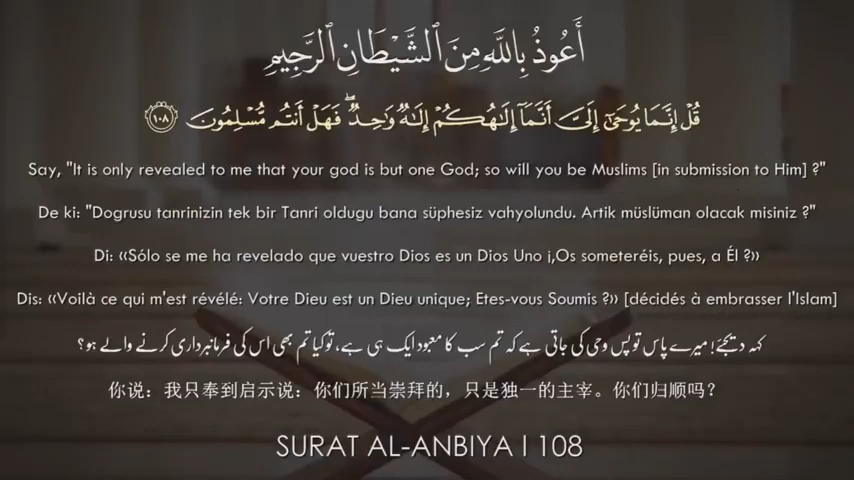 أَعُوذُ بِاللَّهِ مِنَ ٱلشَّيْطَانِ ٱلرَّجِيمِ
قُلْ إِنَّمَا يُوحَىٰٓ إِلَىَّ أَنَّمَآ إِلَـٰهُكُمْ إِلَـٰهٌ وَٰحِدٌ ۖ فَهَلْ أَنتُم مُّسْلِمُونَ ١٠٨
Say, "It is only revealed to me that your god is but one God; so will you be Muslims [in submission to Him] ?"
De ki: "Dogrusu tanrinizin tek bir Tanri oldugu bana süphesiz vahyolundu. Artik müslüman olacak misiniz ?"
Di: «Sólo se me ha revelado que vuestro Dios es un Dios Uno ¡,Os someteréis, pues, a Él ?»
Dis: «Voilà ce qui m'est révélé: Votre Dieu est un Dieu unique; Etes-vous Soumis ?» [décidés à embrasser l'Islam]
کہہ دیجئے! میرے پاس تو پس وحی کی جاتی ہے کہ تم سب کا معبود ایک ہی ہے، تو کیا تم بھی اس کی فرمانبرداری کرنے والے ہو؟
你说：我只奉到启示说：你们所当崇拜的，只是独一的主宰。你们归顺吗？
SURAT AL-ANBIYA I 108